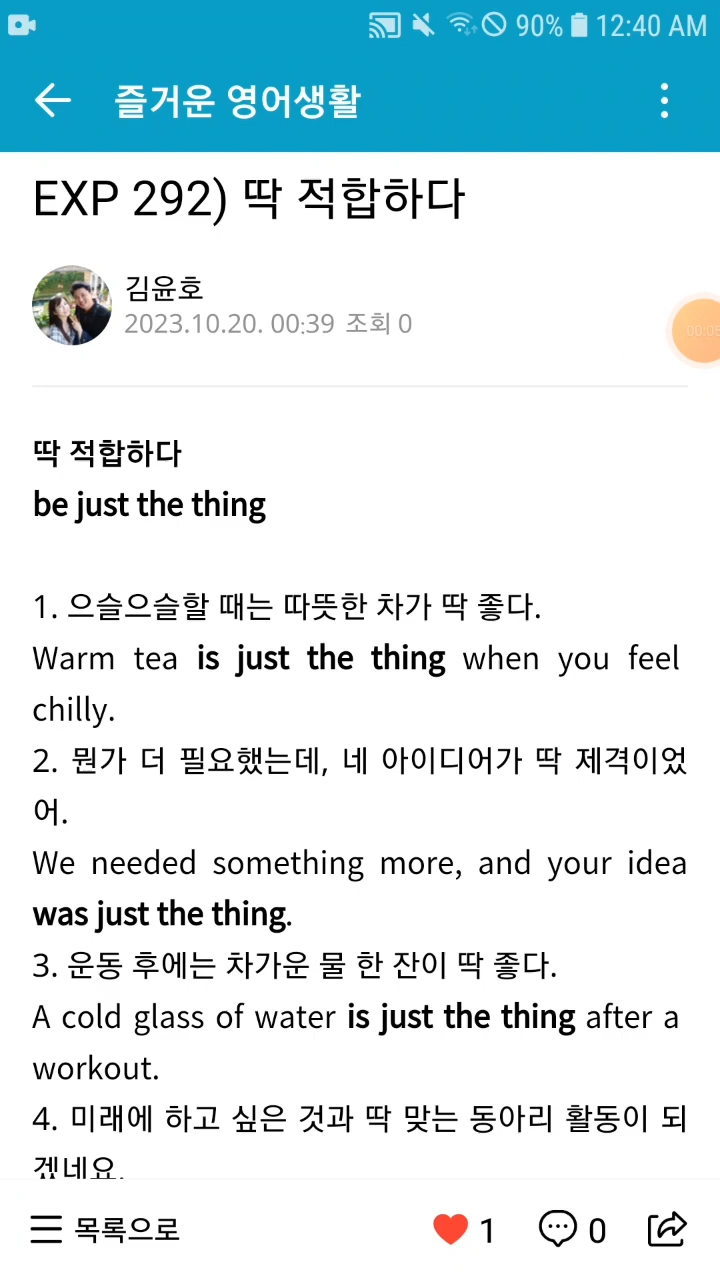 90% 12:40 AM
즐거운 영어생활
EXP 292) 딱 적합하다
김윤호
2023.10.20. 00:39 조회 0
딱 적합하다
be just the thing
1. 으슬으슬할 때는 따뜻한 차가 딱 좋다.
Warm tea is just the thing when you feel
chilly.
2. 뭔가 더 필요했는데, 네 아이디어가 딱 제격이었
어.
We needed something more, and your idea
was just the thing.
3. 운동 후에는 차가운 물 한 잔이 딱 좋다.
A cold glass of water is just the thing after a
workout.
4. 미래에 하고 싶은 것과 딱 맞는 동아리 활동이 되
겠네요.
목록으로 1 0